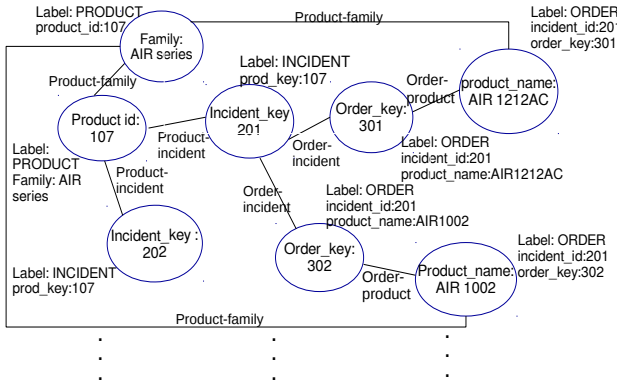 Label: PRODUCT
product_id:107
Family:
AIR series
Product-family
Label: ORDER
incident_id:201
order_key:301
product_name:
AIR 1212AC
Product-family
Label: INCIDENT
prod_key:107
Order-
product
Product id:
107
Product-
incident
Incident_key
201
Order-
incident
Order_key:
301
Label: ORDER
incident_id:201
product_name:AIR1212AC
Label:
PRODUCT
Family: AIR
series
Product-
incident
Order-
incident
Label: ORDER
incident_id:201
product_name:AIR1002
Incident_key :
202
Order_key:
302
Label: ORDER
incident_id:201
order_key:302
Label: INCIDENT
prod_key:107
Order-
product
Product_name:
AIR 1002
Product-family